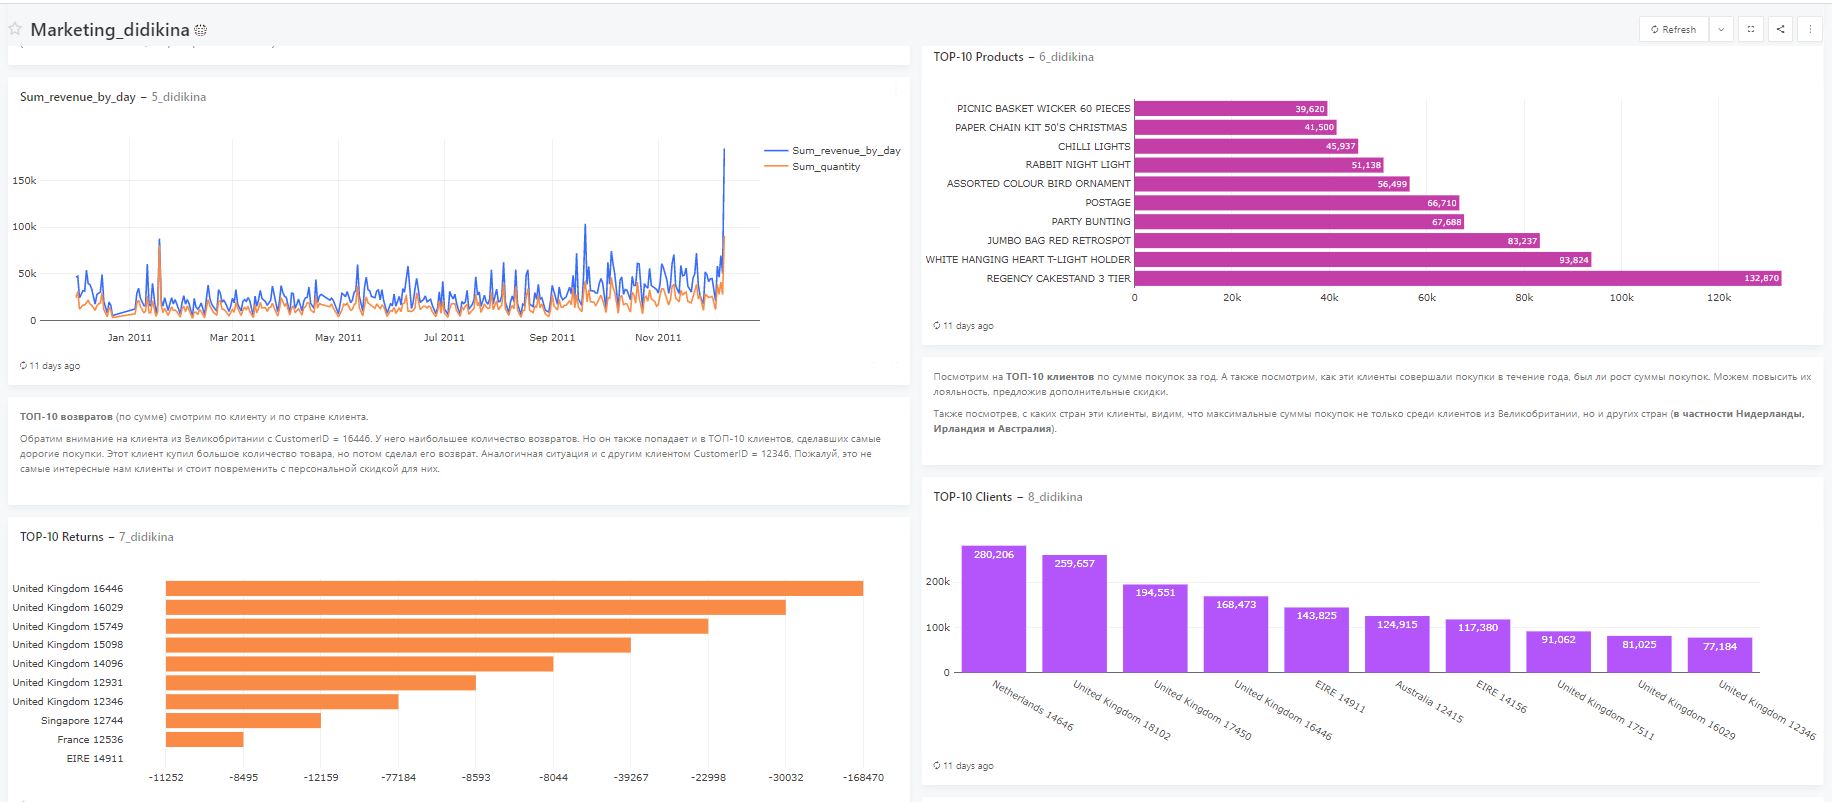 Marketing_didikina
Refresh
Sum_revenue_by_day – 5_didikina
Sum_revenue_by_day
Sum_quantity
150k
100k
50k
0
Jan 2011
Mar 2011
May 2011
Jul 2011
Sep 2011
Nov 2011
11 days ago
ТОП-10 возвратов (по сумме) смотрим по клиенту и по стране клиента.
Обратим внимание на клиента из Великобритании с CustomerID = 16446. У него наибольшее количество возвратов. Но он также попадает и в ТОП-10 клиентов, сделавших самые
дорогие покупки. Этот клиент купил большое количество товара, но потом сделал его возврат. Аналогичная ситуация и с другим клиентом CustomerID = 12346. Пожалуй, это не
самые интересные нам клиенты и стоит повременить с персональной скидкой для них.
TOP-10 Returns – 7_didikina
United Kingdom 16446
United Kingdom 16029
United Kingdom 15749
United Kingdom 15098
United Kingdom 14096
United Kingdom 12931
United Kingdom 12346
Singapore 12744
France 12536
EIRE 14911
-11252
-8495
-12159
-77184
-8593
-8044
-39267
-22998
-30032
-168470
TOP-10 Products – 6_didikina
PICNIC BASKET WICKER 60 PIECES
39,620
PAPER CHAIN KIT 50'S CHRISTMAS
41,500
CHILLI LIGHTS
45,937
RABBIT NIGHT LIGHT
51,138
ASSORTED COLOUR BIRD ORNAMENT
56,499
POSTAGE
66,710
PARTY BUNTING
67,688
JUMBO BAG RED RETROSPOT
83,237
WHITE HANGING HEART T-LIGHT HOLDER
93,824
REGENCY CAKESTAND 3 TIER
132,870
0
20k
40k
60k
80k
100k
120k
11 days ago
Посмотрим на ТОП-10 клиентов по сумме покупок за год. А также посмотрим, как эти клиенты совершали покупки в течение года, был ли рост суммы покупок. Можем повысить их
лояльность, предложив дополнительные скидки.
Также посмотрев, с каких стран эти клиенты, видим, что максимальные суммы покупок не только среди клиентов из Великобритании, но и других стран (в частности Нидерланды,
Ирландия и Австралия).
TOP-10 Clients – 8_didikina
280,206
259,657
194,551
168,473
143,825
124,915
117,380
91,062
81,025
77,184
200k
100k
0
Netherlands 14646
United Kingdom 18102
United Kingdom 17450
United Kingdom 16446
EIRE 14911
Australia 12415
EIRE 14156
United Kingdom 17511
United Kingdom 16029
United Kingdom 12346
11 days ago